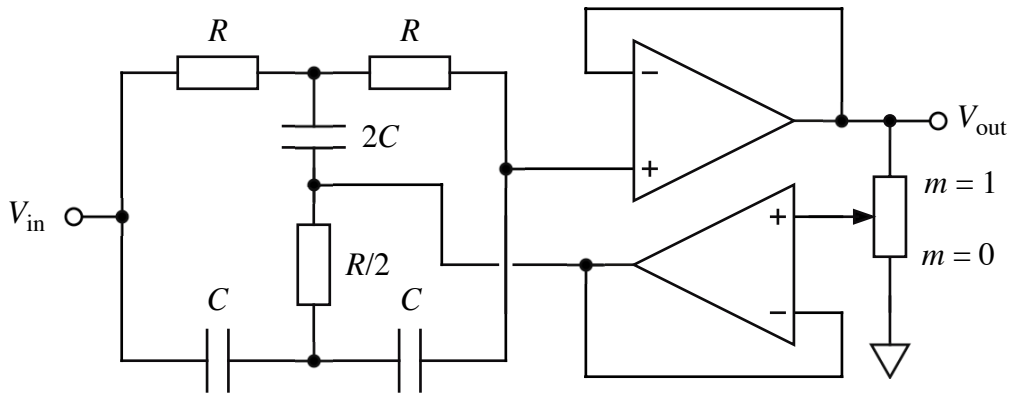 R
R
−
2C
V_out
+
m = 1
V_in
+
R/2
m = 0
C
C
−